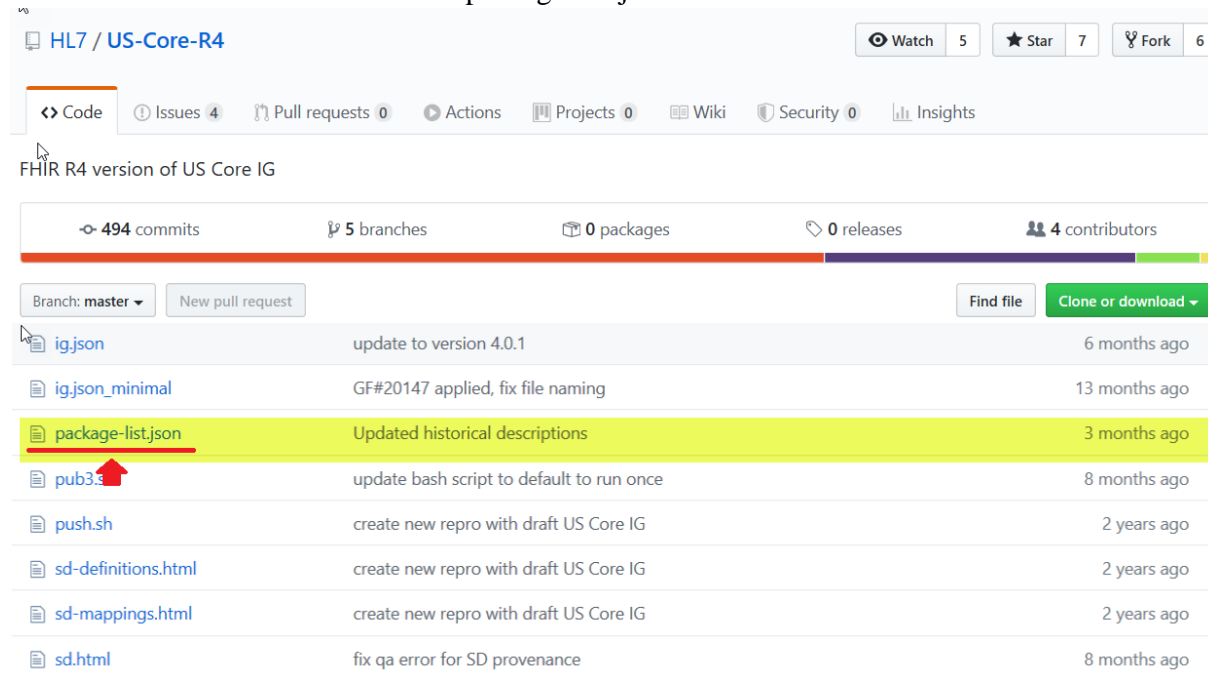 HL7 / US-Core-R4 Watch 5 Star 7 Fork 6
Code Issues 4 Pull requests 0 Actions Projects 0 Wiki Security 0 Insights
FHIR R4 version of US Core IG
494 commits 5 branches 0 packages 0 releases 4 contributors
Branch: master New pull request Find file Clone or download
ig.json update to version 4.0.1 6 months ago
ig.json_minimal GF#20147 applied, fix file naming 13 months ago
package-list.json Updated historical descriptions 3 months ago
pub3.s update bash script to default to run once 8 months ago
push.sh create new repro with draft US Core IG 2 years ago
sd-definitions.html create new repro with draft US Core IG 2 years ago
sd-mappings.html create new repro with draft US Core IG 2 years ago
sd.html fix qa error for SD provenance 8 months ago